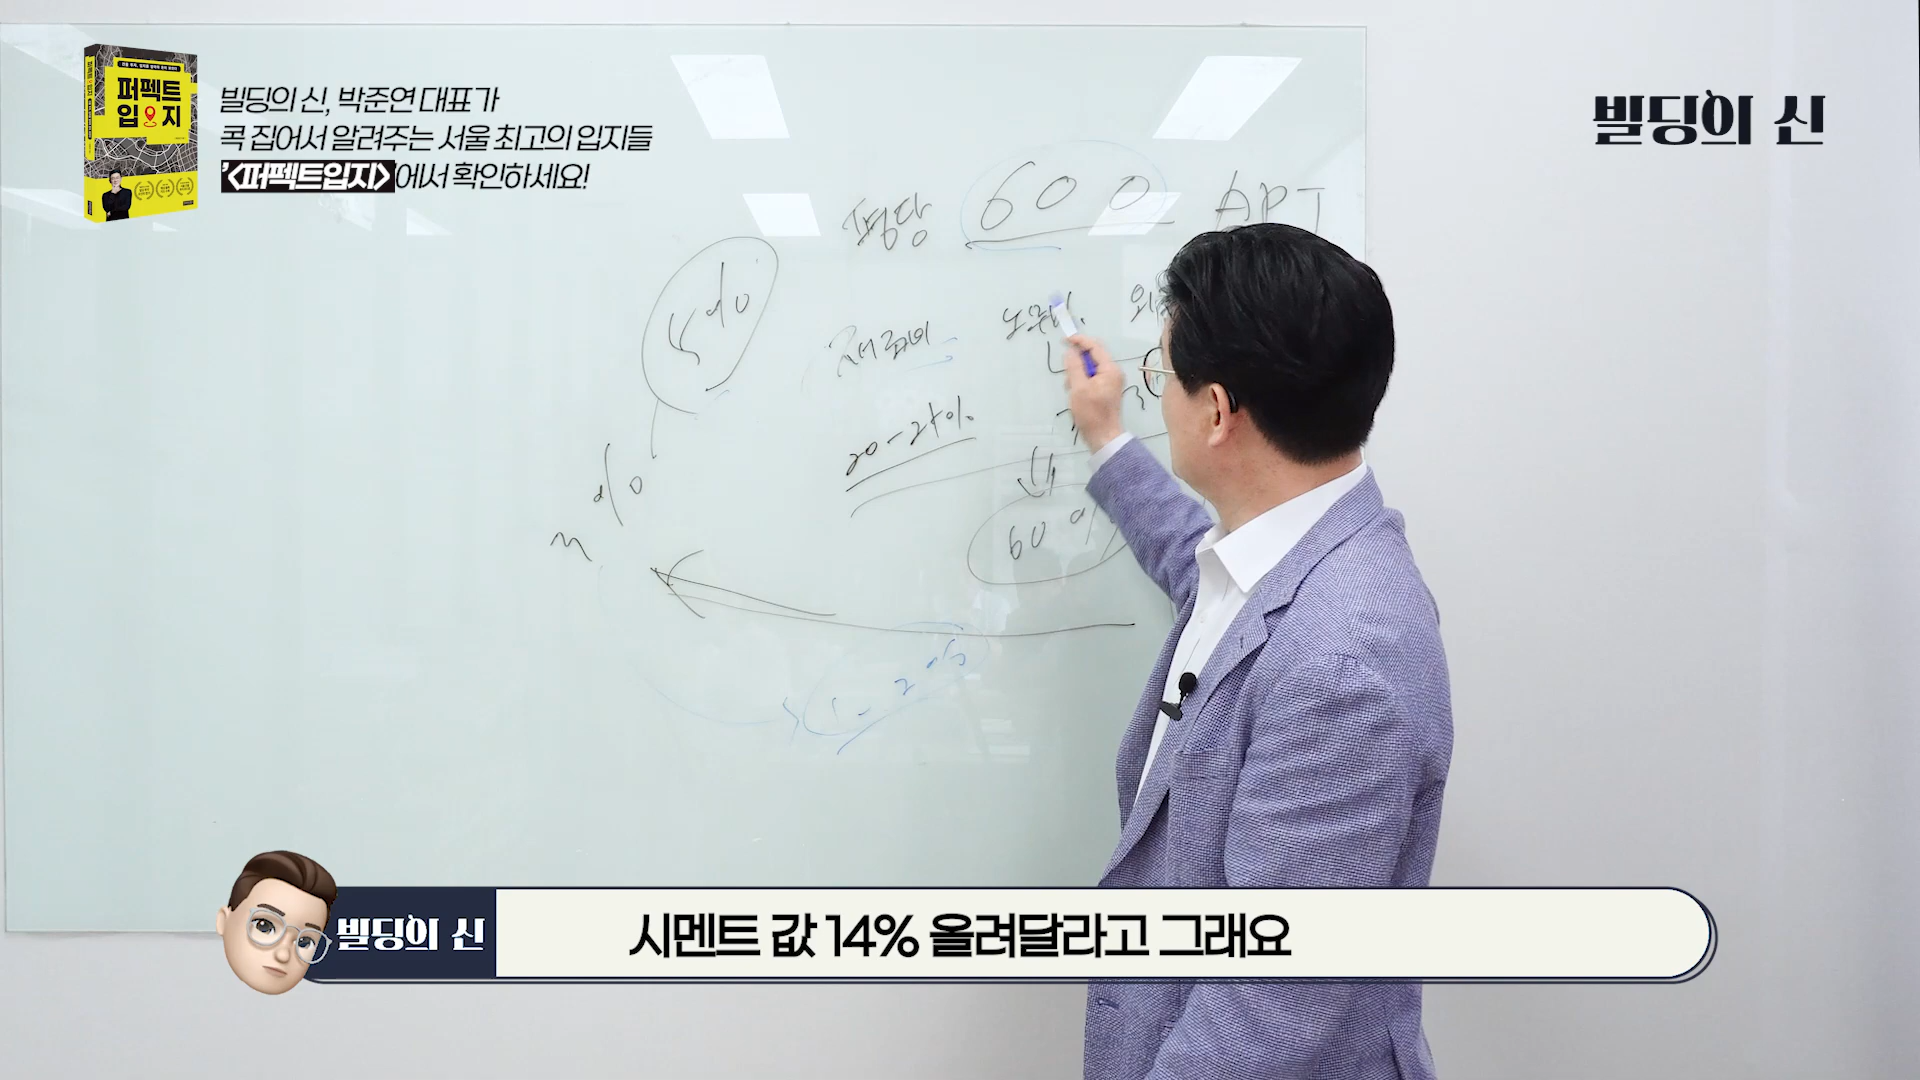 퍼펙트
입지
빌딩의 신, 박준연 대표가
콕 집어서 알려주는 서울 최고의 입지들
'<퍼펙트입지>'에서 확인하세요!
빌딩의 신
평당 600 APT
5%
재료비 노무비
20-2
60%
1-2%
빌딩의 신
시멘트 값 14% 올려달라고 그래요